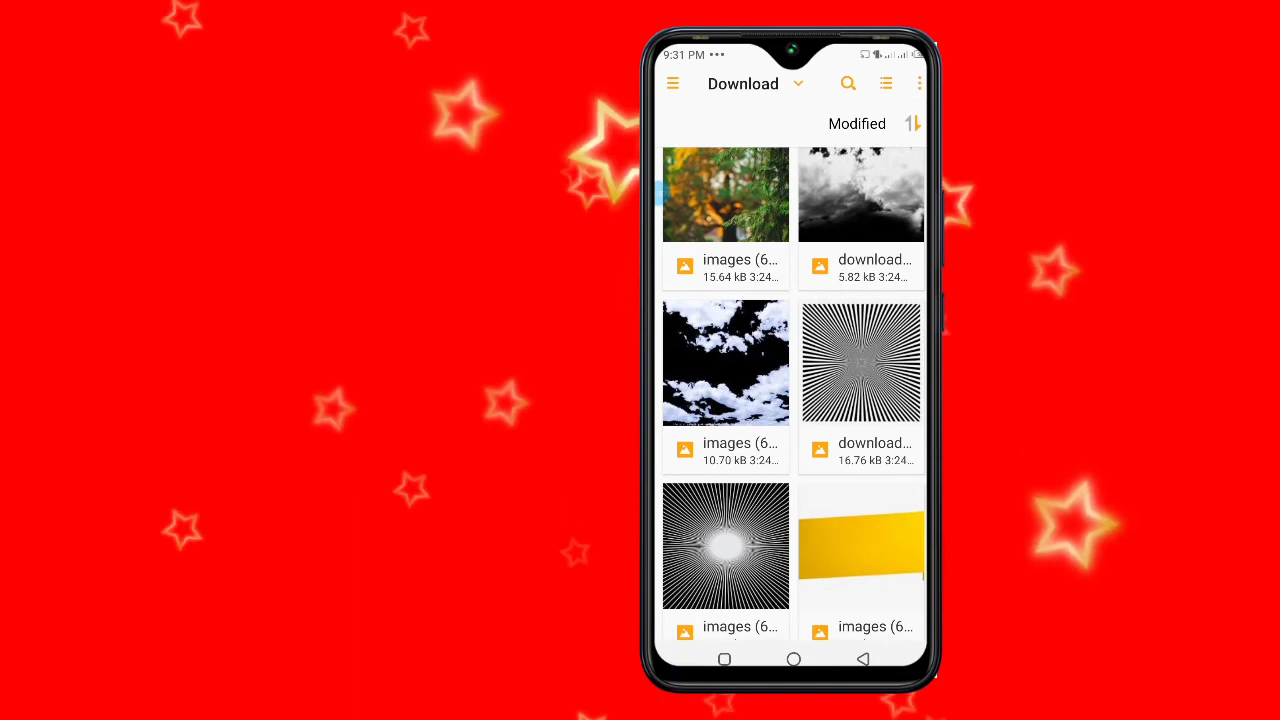 9:31 PM •••
Download
Modified
images (6...
15.64 kB 3:24...
download...
5.82 kB 3:24...
images (6...
10.70 kB 3:24...
download...
16.76 kB 3:24...
images (6...
images (6...